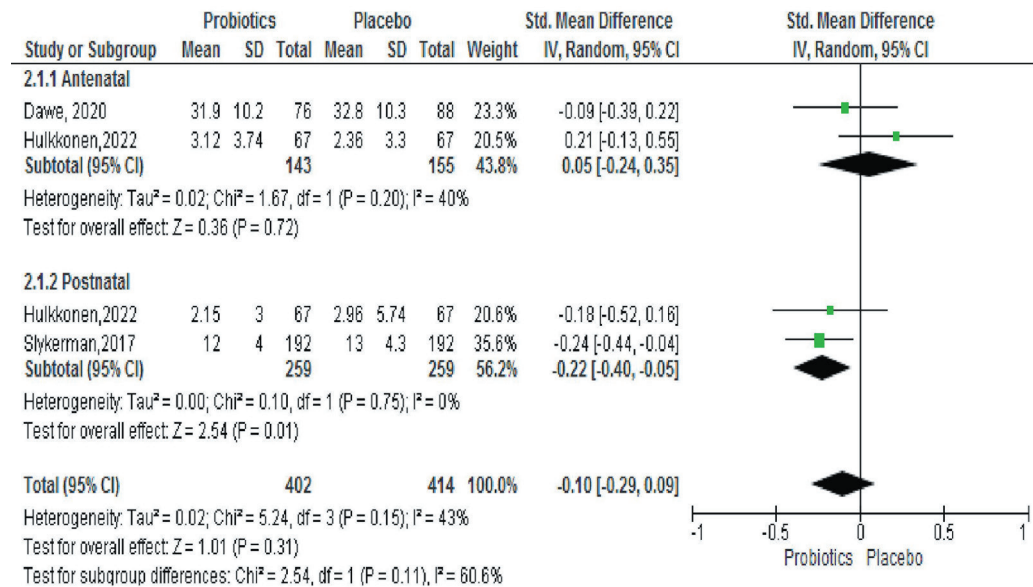 Probiotics Placebo Std. Mean Difference Std. Mean Difference
Study or Subgroup Mean SD Total Mean SD Total Weight IV, Random, 95% CI IV, Random, 95% CI
2.1.1 Antenatal
Dawe, 2020 31.9 10.2 76 32.8 10.3 88 23.3% -0.09 [-0.39, 0.22]
Hulkkonen,2022 3.12 3.74 67 2.36 3.3 67 20.5% 0.21 [-0.13, 0.55]
Subtotal (95% CI) 143 155 43.8% 0.05 [-0.24, 0.35]
Heterogeneity: Tau² = 0.02; Chi² = 1.67, df = 1 (P = 0.20); I² = 40%
Test for overall effect: Z = 0.36 (P = 0.72)
2.1.2 Postnatal
Hulkkonen,2022 2.15 3 67 2.96 5.74 67 20.6% -0.18 [-0.52, 0.16]
Slykerman,2017 12 4 192 13 4.3 192 35.6% -0.24 [-0.44, -0.04]
Subtotal (95% CI) 259 259 56.2% -0.22 [-0.40, -0.05]
Heterogeneity: Tau² = 0.00; Chi² = 0.10, df = 1 (P = 0.75); I² = 0%
Test for overall effect: Z = 2.54 (P = 0.01)
Total (95% CI) 402 414 100.0% -0.10 [-0.29, 0.09]
Heterogeneity: Tau² = 0.02; Chi² = 5.24, df = 3 (P = 0.15); I² = 43%
Test for overall effect: Z = 1.01 (P = 0.31)
Test for subgroup differences: Chi² = 2.54, df = 1 (P = 0.11), I² = 60.6%
-1 -0.5 0 0.5 1
Probiotics Placebo